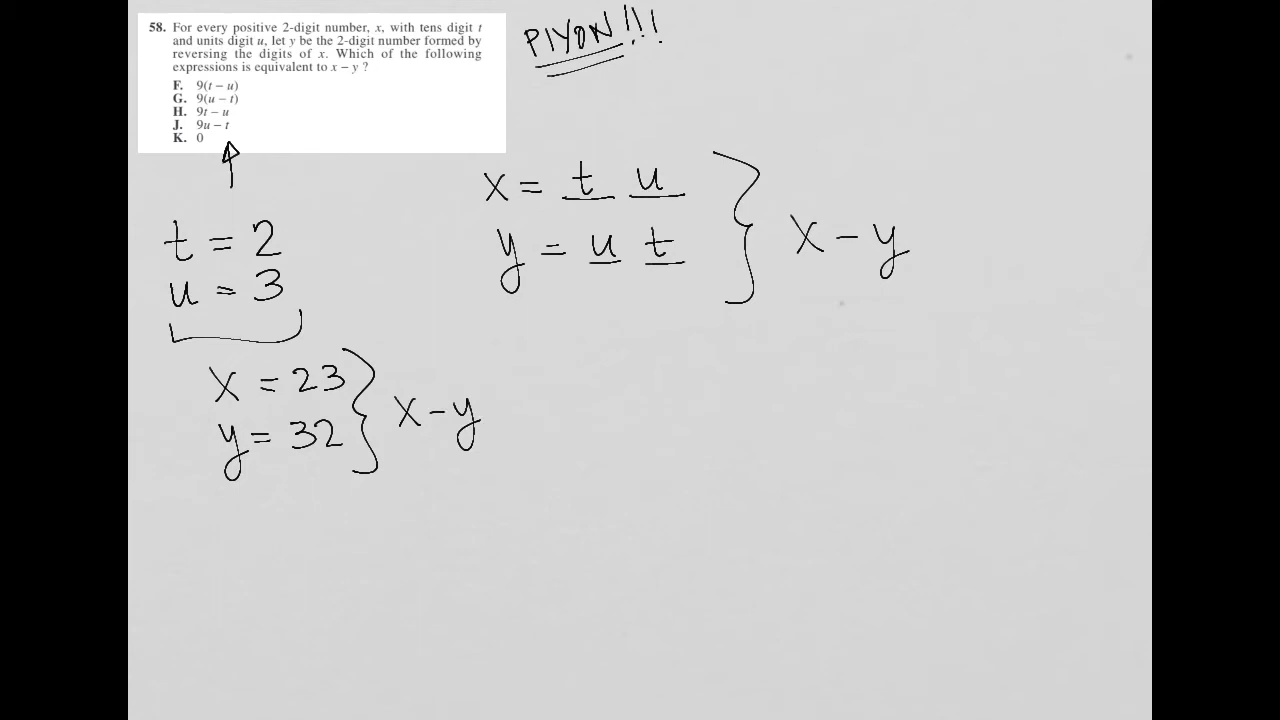 58. For every positive 2-digit number, x, with tens digit t
and units digit u, let y be the 2-digit number formed by
reversing the digits of x. Which of the following
expressions is equivalent to x − y ?
F. 9(t − u)
G. 9(u − t)
H. 9t − u
J. 9u − t
K. 0
PIYON!!!
x = t u
y = u t
x - y
t = 2
u = 3
x = 23
y = 32
x - y